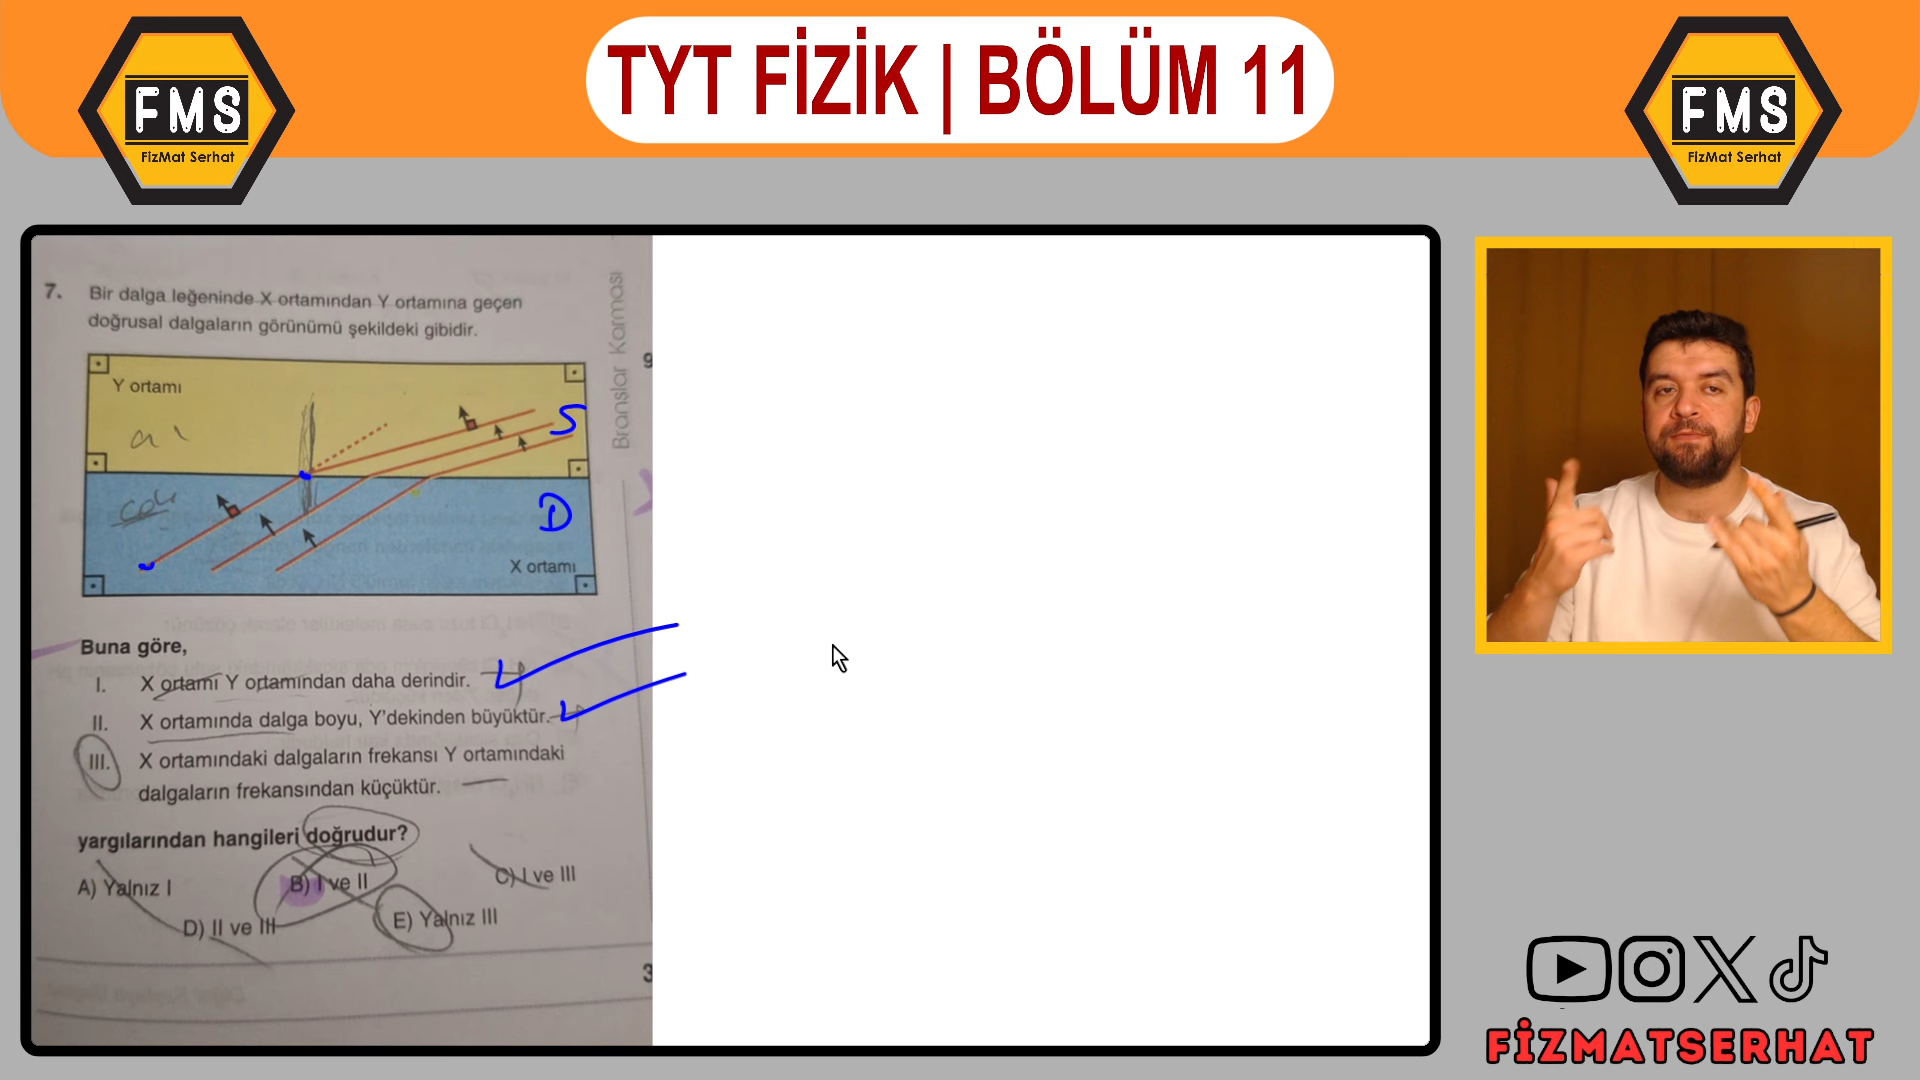 TYT FİZİK | BÖLÜM 11
FMS
FizMat Serhat
FMS
FizMat Serhat
7. Bir dalga leğeninde X ortamından Y ortamına geçen
doğrusal dalgaların görünümü şekildeki gibidir.
Branşlar Karması
9
Y ortamı
S
D
X ortamı
Buna göre,
I. X ortamı Y ortamından daha derindir.
II. X ortamında dalga boyu, Y'dekinden büyüktür.
III. X ortamındaki dalgaların frekansı Y ortamındaki
dalgaların frekansından küçüktür.
yargılarından hangileri doğrudur?
A) Yalnız I
B) I ve II
C) I ve III
D) II ve III
E) Yalnız III
3
FİZMATSERHAT